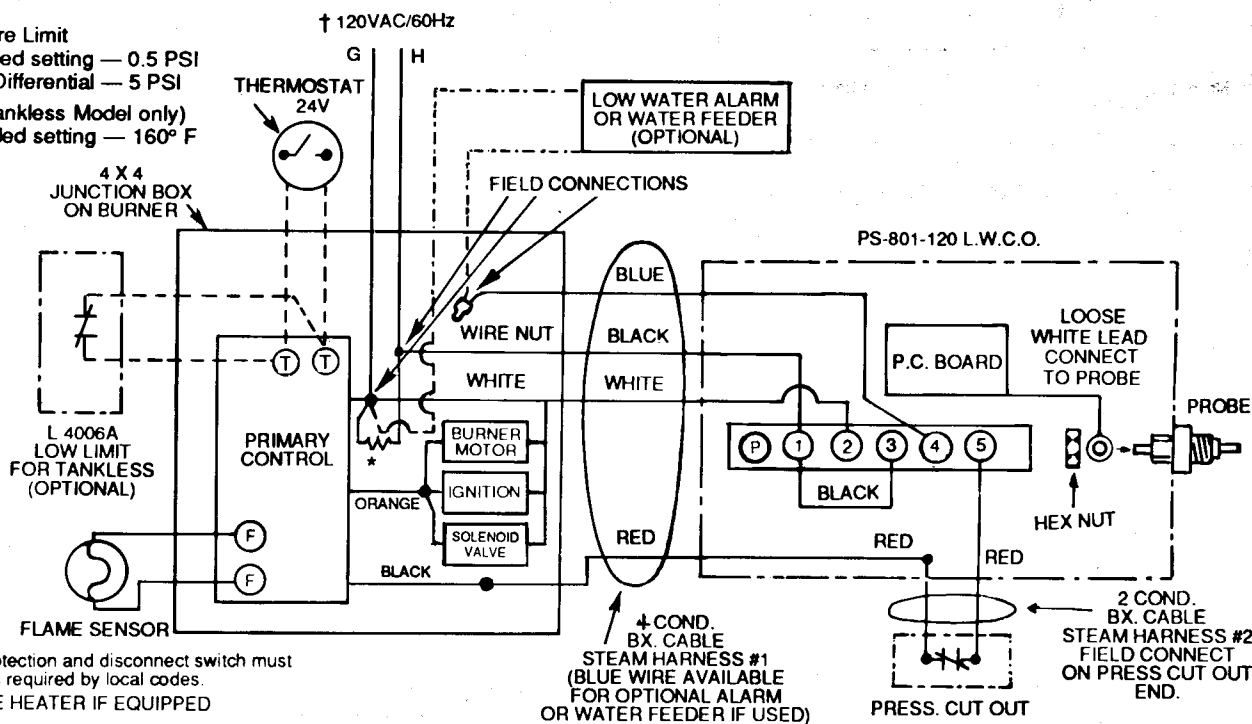 † 120VAC/60Hz
G H
re Limit
ed setting — 0.5 PSI
Differential — 5 PSI
ankless Model only)
led setting — 160° F
THERMOSTAT
24V
LOW WATER ALARM
OR WATER FEEDER
(OPTIONAL)
4 X 4
JUNCTION BOX
ON BURNER
FIELD CONNECTIONS
PS-801-120 L.W.C.O.
BLUE
WIRE NUT
BLACK
WHITE
WHITE
LOOSE
WHITE LEAD
CONNECT
TO PROBE
P.C. BOARD
PROBE
T T
L 4006A
LOW LIMIT
FOR TANKLESS
(OPTIONAL)
PRIMARY
CONTROL
*
BURNER
MOTOR
IGNITION
SOLENOID
VALVE
ORANGE
BLACK
P 1 2 3 4 5
BLACK
HEX NUT
RED
RED
RED
F
F
FLAME SENSOR
4 COND.
BX. CABLE
STEAM HARNESS #1
(BLUE WIRE AVAILABLE
FOR OPTIONAL ALARM
OR WATER FEEDER IF USED)
2 COND.
BX. CABLE
STEAM HARNESS #2
FIELD CONNECT
ON PRESS CUT OUT
END.
PRESS. CUT OUT
otection and disconnect switch must
required by local codes.
E HEATER IF EQUIPPED